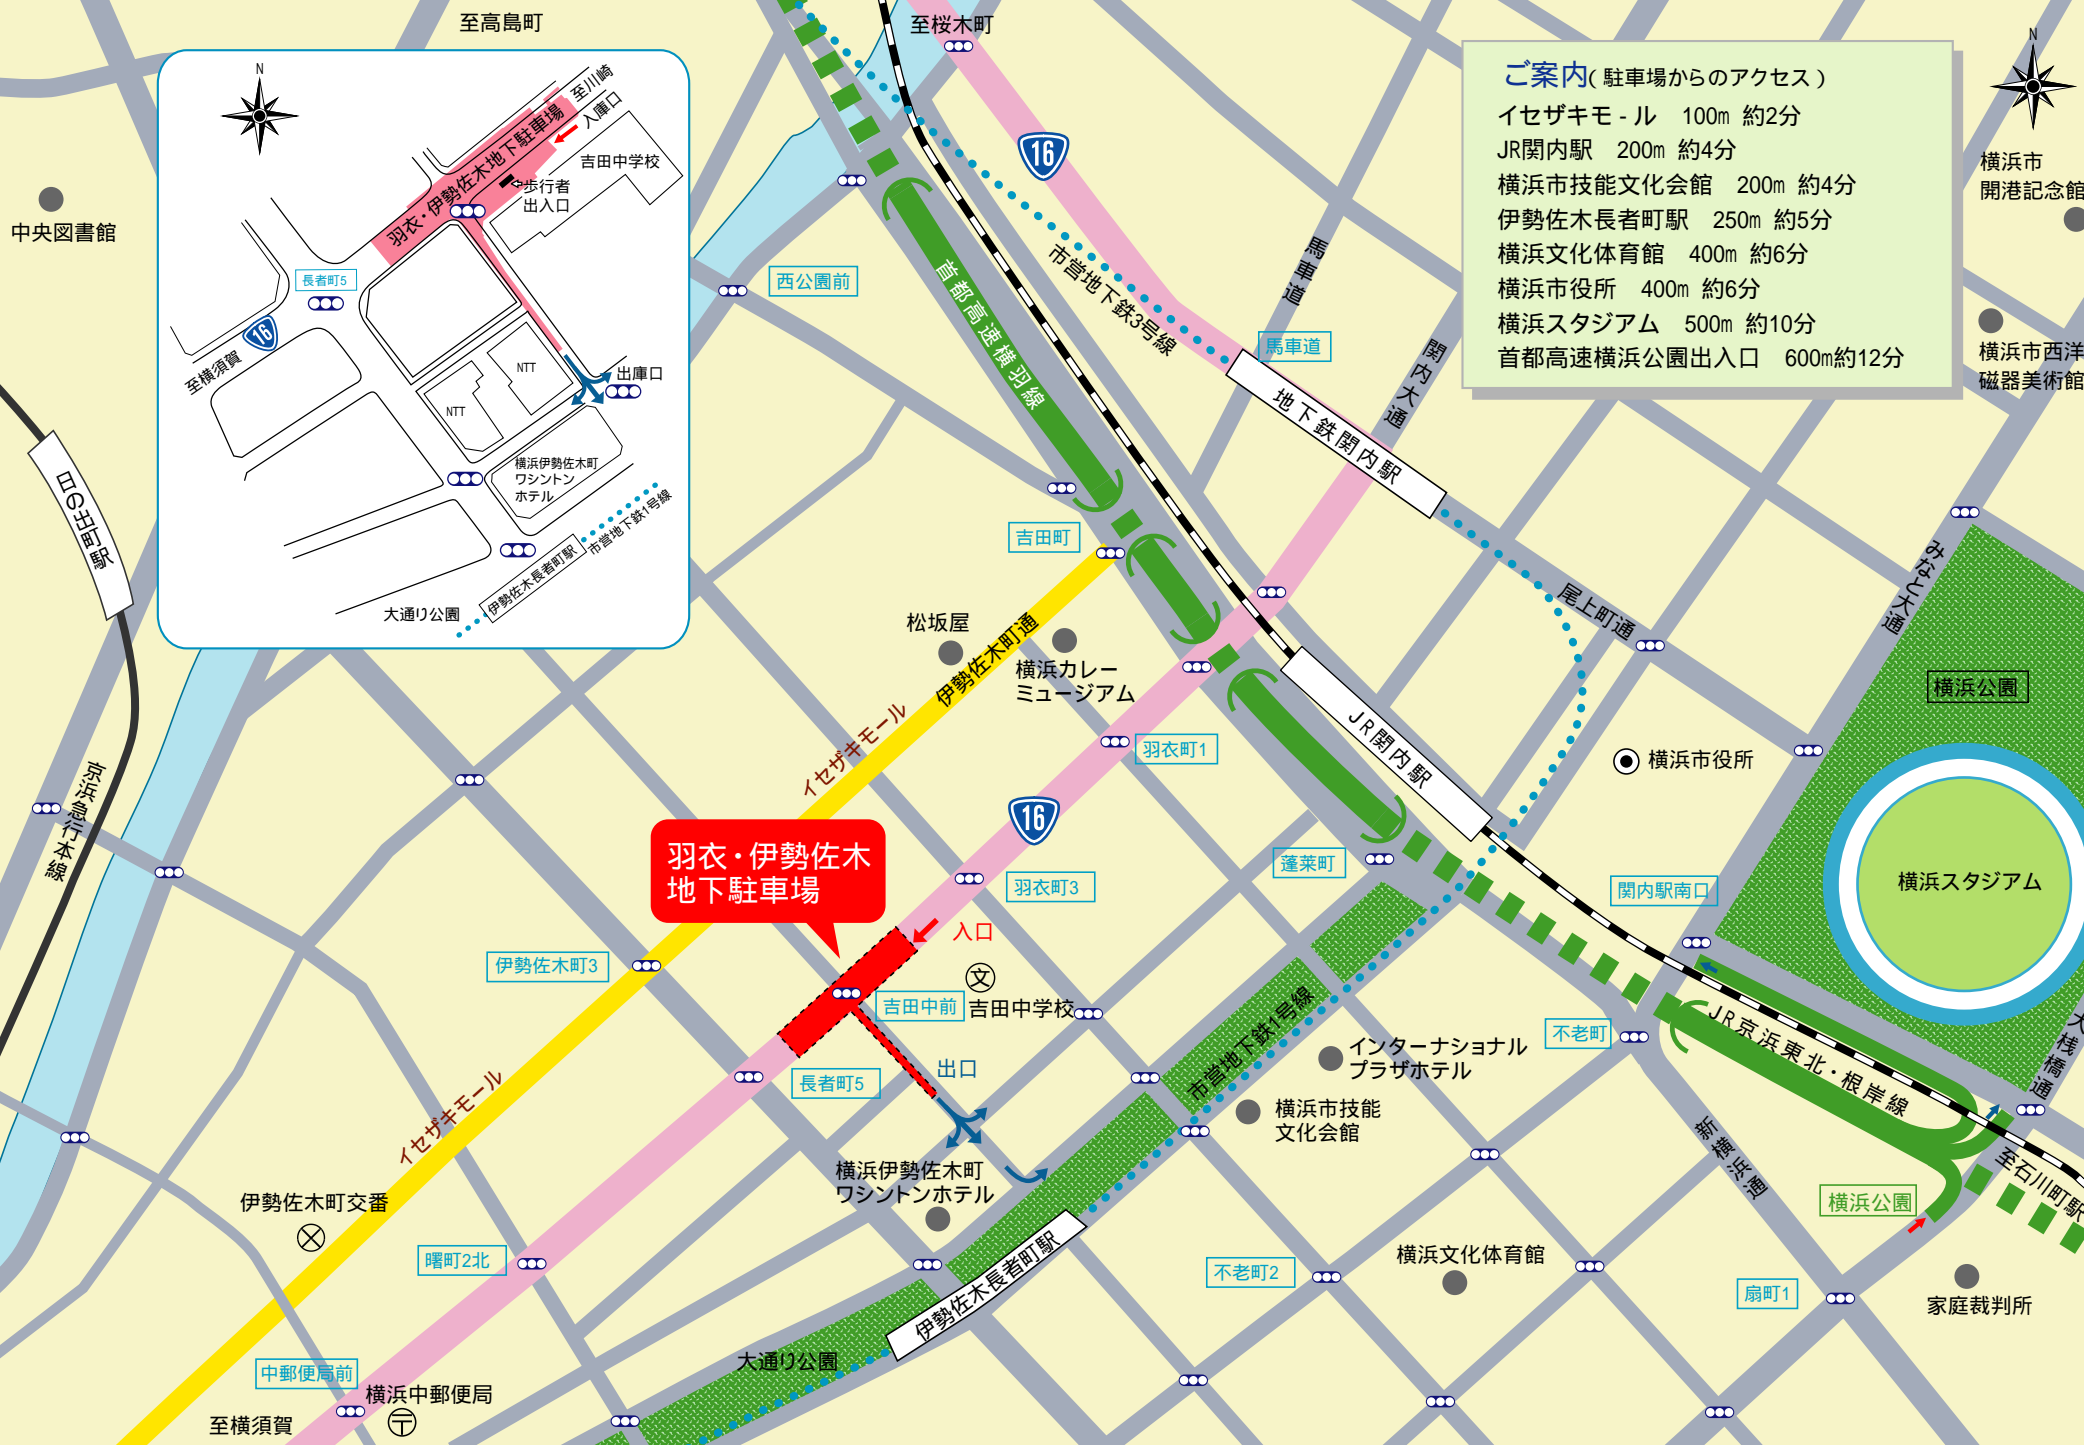 至高島町
至桜木町
N
至川崎
入庫口
羽衣・伊勢佐木地下駐車場
吉田中学校
⇦歩行者
出入口
長者町5
16
至横須賀
NTT
NTT
出庫口
横浜伊勢佐木町
ワシントン
ホテル
市営地下鉄1号線
伊勢佐木長者町駅
大通り公園
ご案内(駐車場からのアクセス)
イセザキモ-ル 100m 約2分
JR関内駅 200m 約4分
横浜市技能文化会館 200m 約4分
伊勢佐木長者町駅 250m 約5分
横浜文化体育館 400m 約6分
横浜市役所 400m 約6分
横浜スタジアム 500m 約10分
首都高速横浜公園出入口 600m約12分
N
横浜市
開港記念館
横浜市西洋
磁器美術館
中央図書館
16
西公園前
首都高速横羽線
市営地下鉄3号線
馬車道
馬車道
関内大通
地下鉄関内駅
日の出町駅
吉田町
尾上町通
みなと大通
松坂屋
伊勢佐木町通
横浜カレー
ミュージアム
横浜公園
イセザキモール
羽衣町1
JR関内駅
横浜市役所
京浜急行本線
16
羽衣・伊勢佐木
地下駐車場
羽衣町3
蓬莱町
関内駅南口
横浜スタジアム
入口
伊勢佐木町3
文
吉田中前
吉田中学校
市営地下鉄1号線
インターナショナル
プラザホテル
不老町
JR京浜東北・根岸線
大桟橋通
長者町5
出口
横浜市技能
文化会館
イセザキモール
新横浜通
至石川町駅
横浜伊勢佐木町
ワシントンホテル
横浜公園
伊勢佐木町交番
曙町2北
伊勢佐木長者町駅
不老町2
横浜文化体育館
扇町1
家庭裁判所
大通り公園
中郵便局前
横浜中郵便局
〒
至横須賀